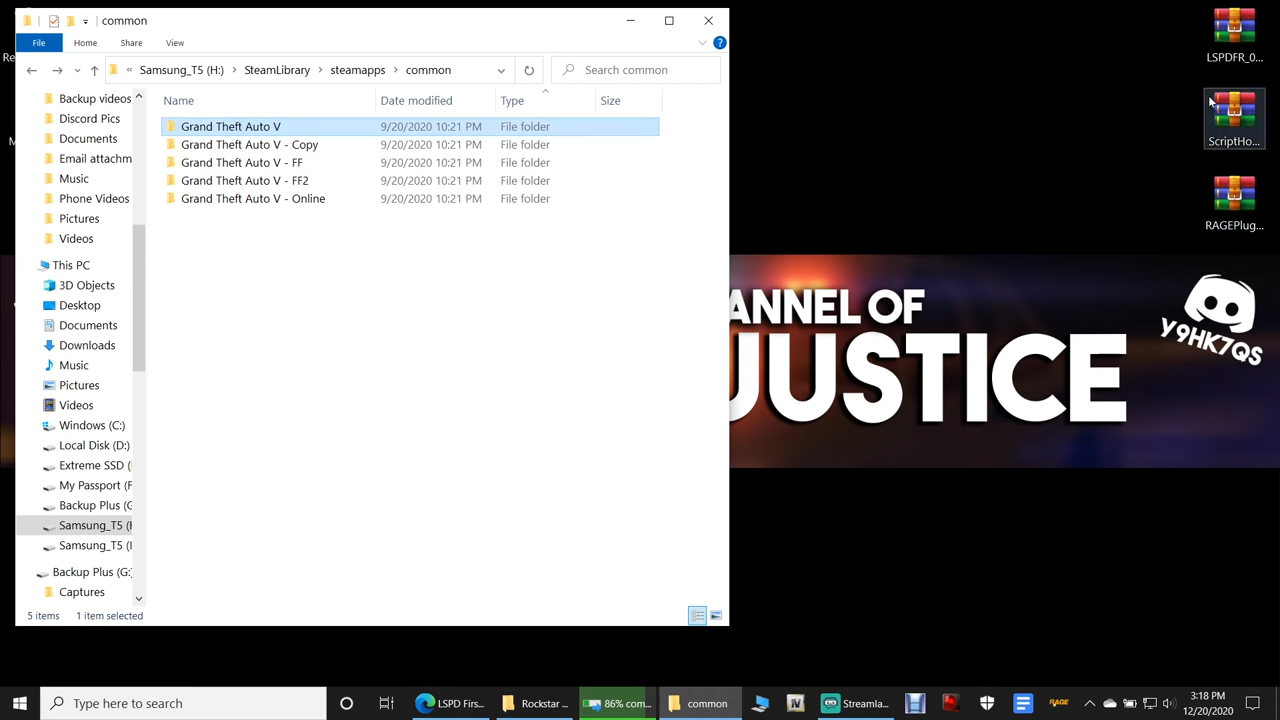 common
File
Home
Share
View
« Samsung_T5 (H:) > SteamLibrary > steamapps > common
Search common
Name
Date modified
Type
Size
Grand Theft Auto V 9/20/2020 10:21 PM File folder
Grand Theft Auto V - Copy 9/20/2020 10:21 PM File folder
Grand Theft Auto V - FF 9/20/2020 10:21 PM File folder
Grand Theft Auto V - FF2 9/20/2020 10:21 PM File folder
Grand Theft Auto V - Online 9/20/2020 10:21 PM File folder
Backup videos
Discord Pics
Documents
Email attachm
Music
Phone Videos
Pictures
Videos
This PC
3D Objects
Desktop
Documents
Downloads
Music
Pictures
Videos
Windows (C:)
Local Disk (D:)
Extreme SSD (
My Passport (F
Backup Plus (G
Samsung_T5 (H
Samsung_T5 (I
Backup Plus (G:)
Captures
5 items 1 item selected
LSPDFR_0...
ScriptHo...
RAGEPlug...
ANNEL OF
JUSTICE
Y9HK7QS
Type here to search
LSPD Firs...
Rockstar ...
86% com...
common
IV
Streamla...
RAGE
3:18 PM
12/20/2020